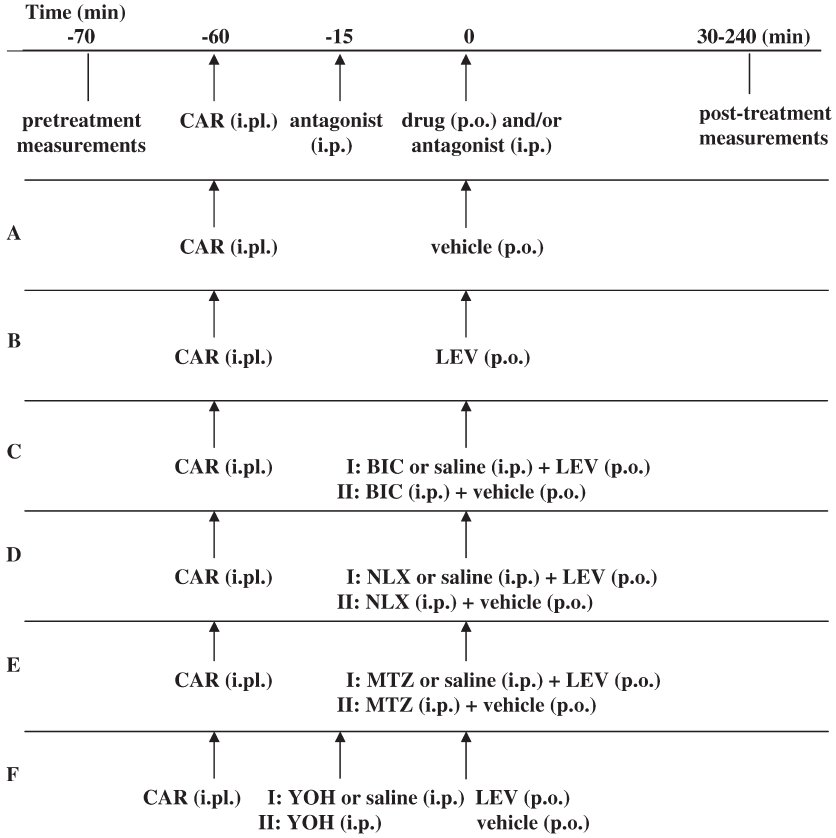 Time (min)
-70 -60 -15 0 30-240 (min)
pretreatment measurements
CAR (i.pl.)
antagonist (i.p.)
drug (p.o.) and/or antagonist (i.p.)
post-treatment measurements
A
CAR (i.pl.) vehicle (p.o.)
B
CAR (i.pl.) LEV (p.o.)
C
CAR (i.pl.) I: BIC or saline (i.p.) + LEV (p.o.)
II: BIC (i.p.) + vehicle (p.o.)
D
CAR (i.pl.) I: NLX or saline (i.p.) + LEV (p.o.)
II: NLX (i.p.) + vehicle (p.o.)
E
CAR (i.pl.) I: MTZ or saline (i.p.) + LEV (p.o.)
II: MTZ (i.p.) + vehicle (p.o.)
F
CAR (i.pl.) I: YOH or saline (i.p.) LEV (p.o.)
II: YOH (i.p.) vehicle (p.o.)